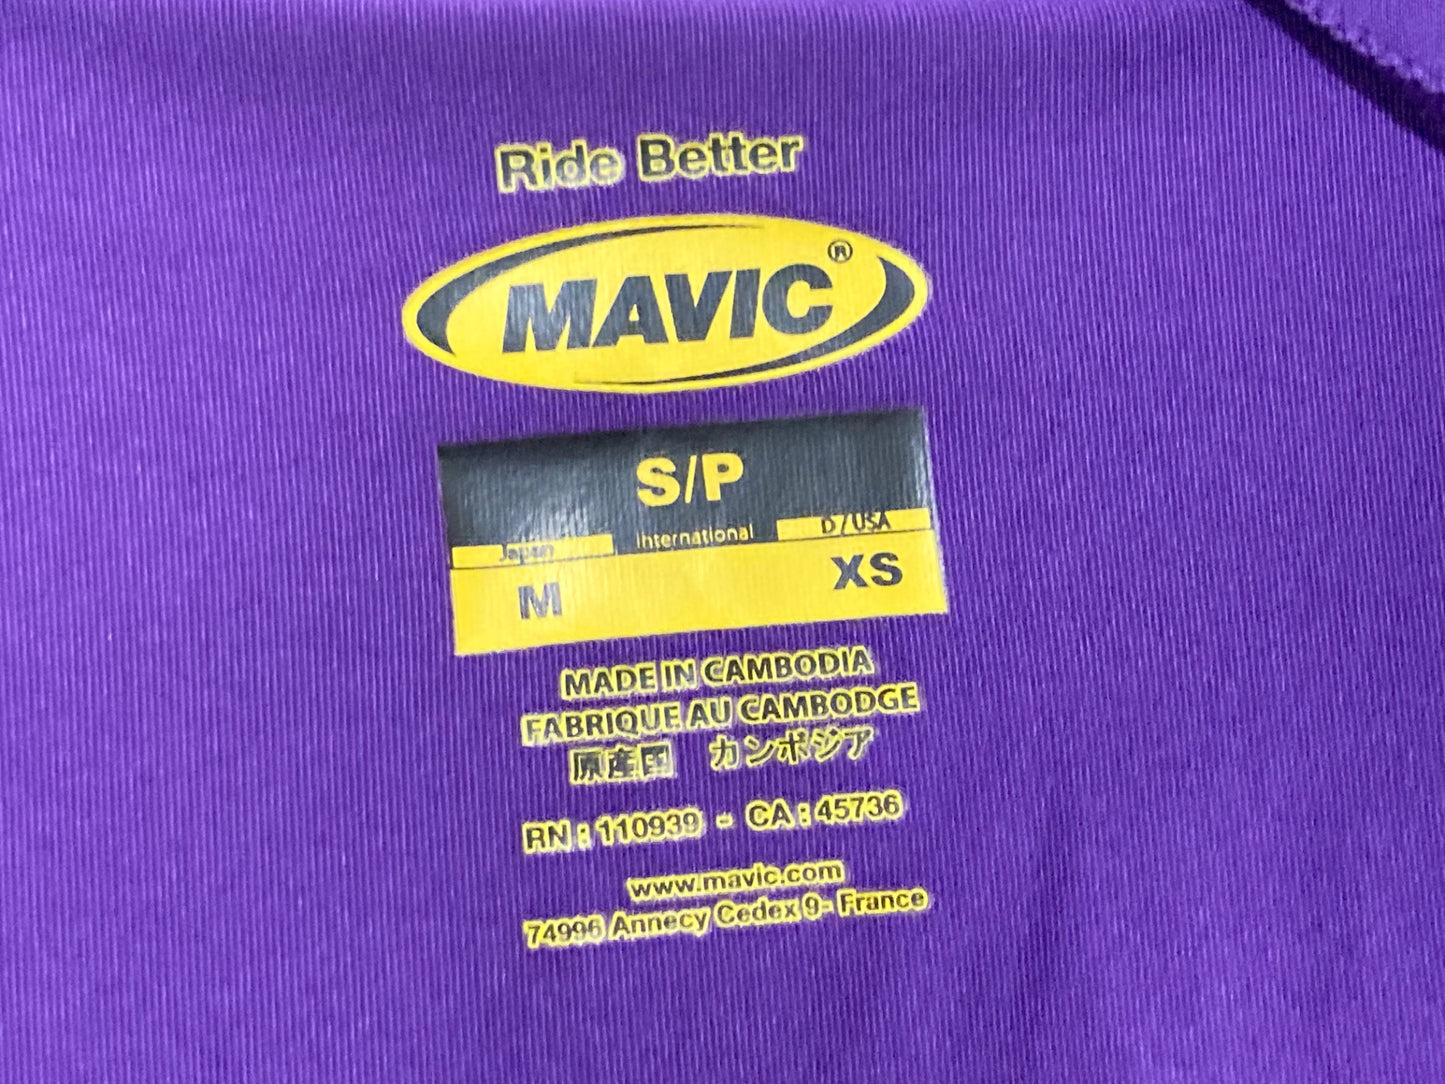 Ride Better
MAVIC®
S/P
Japan International D/USA
M XS
MADE IN CAMBODIA
FABRIQUE AU CAMBODGE
原産国 カンボジア
RN : 110939 - CA : 45736
www.mavic.com
74996 Annecy Cedex 9- France